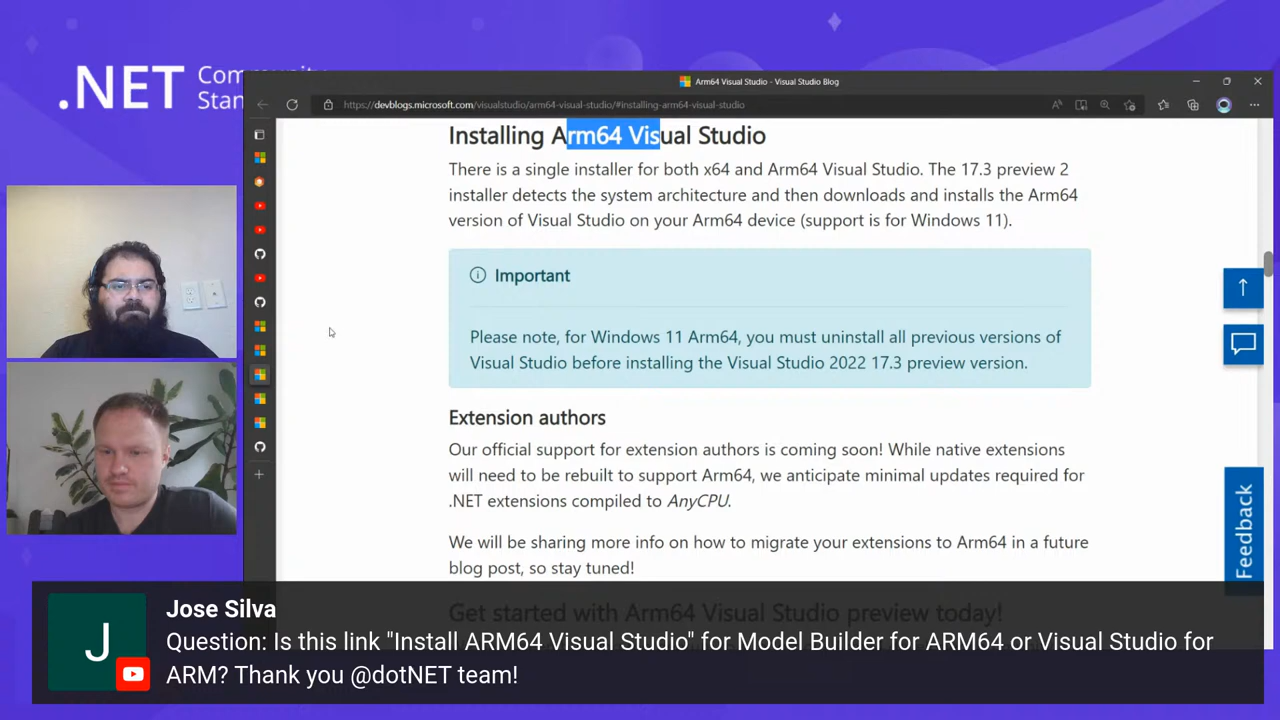 .NET Community
Stan
Arm64 Visual Studio - Visual Studio Blog
https://devblogs.microsoft.com/visualstudio/arm64-visual-studio/#installing-arm64-visual-studio
Installing Arm64 Visual Studio
There is a single installer for both x64 and Arm64 Visual Studio. The 17.3 preview 2
installer detects the system architecture and then downloads and installs the Arm64
version of Visual Studio on your Arm64 device (support is for Windows 11).
Important
Please note, for Windows 11 Arm64, you must uninstall all previous versions of
Visual Studio before installing the Visual Studio 2022 17.3 preview version.
Extension authors
Our official support for extension authors is coming soon! While native extensions
will need to be rebuilt to support Arm64, we anticipate minimal updates required for
.NET extensions compiled to AnyCPU.
We will be sharing more info on how to migrate your extensions to Arm64 in a future
blog post, so stay tuned!
Get started with Arm64 Visual Studio preview today!
Feedback
J
Jose Silva
Question: Is this link "Install ARM64 Visual Studio" for Model Builder for ARM64 or Visual Studio for
ARM? Thank you @dotNET team!